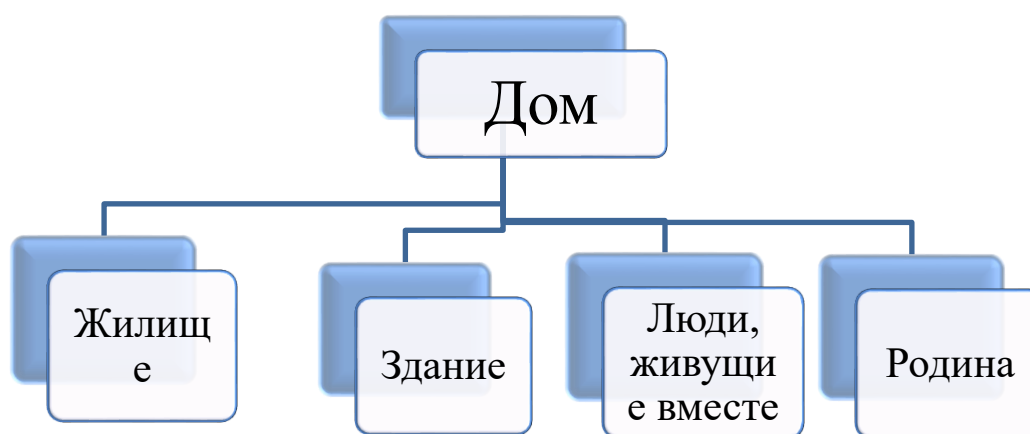 Дом
Жилищ
е
Здание
Люди,
живущи
е вместе
Родина